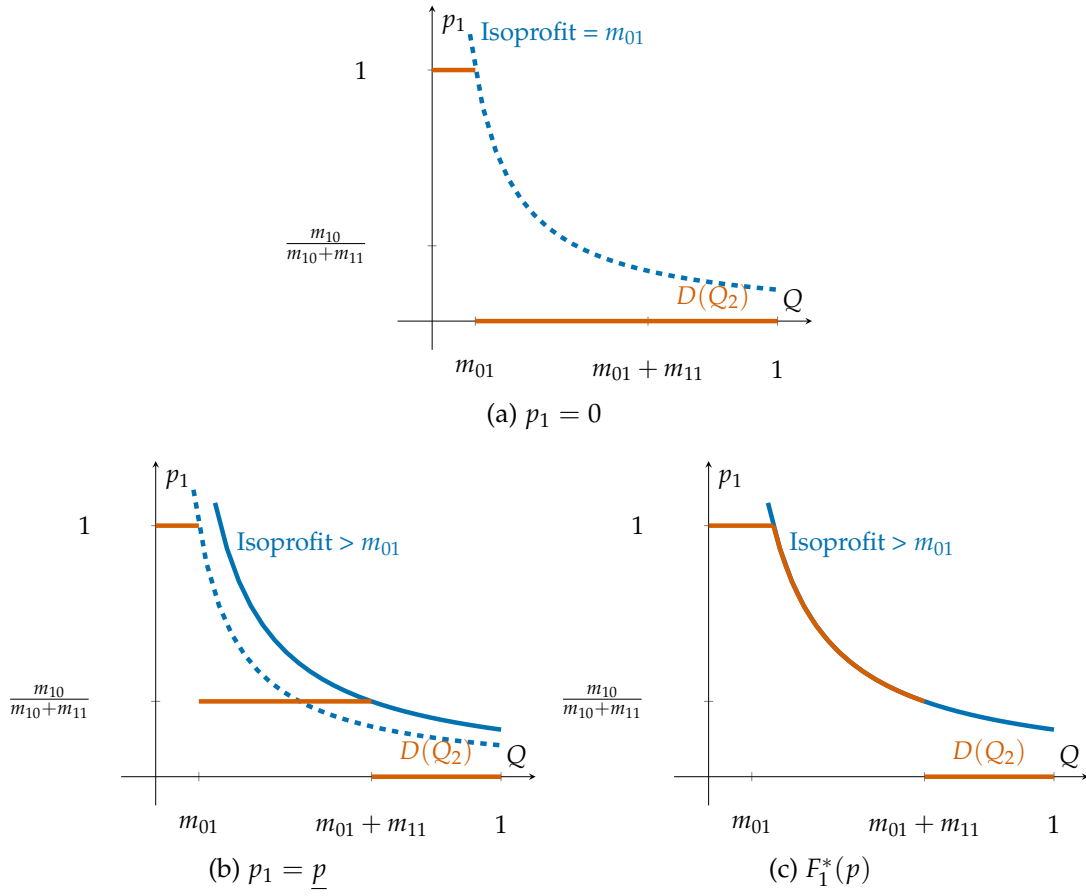 p₁
Isoprofit = m₀₁
1
m₁₀
m₁₀+m₁₁
D(Q₂)
Q
m₀₁
m₀₁ + m₁₁
1
(a) p₁ = 0
p₁
1
Isoprofit > m₀₁
m₁₀
m₁₀+m₁₁
D(Q₂)
Q
m₀₁
m₀₁ + m₁₁
1
(b) p₁ = p̲
p₁
1
Isoprofit > m₀₁
m₁₀
m₁₀+m₁₁
D(Q₂)
Q
m₀₁
m₀₁ + m₁₁
1
(c) F₁*(p)